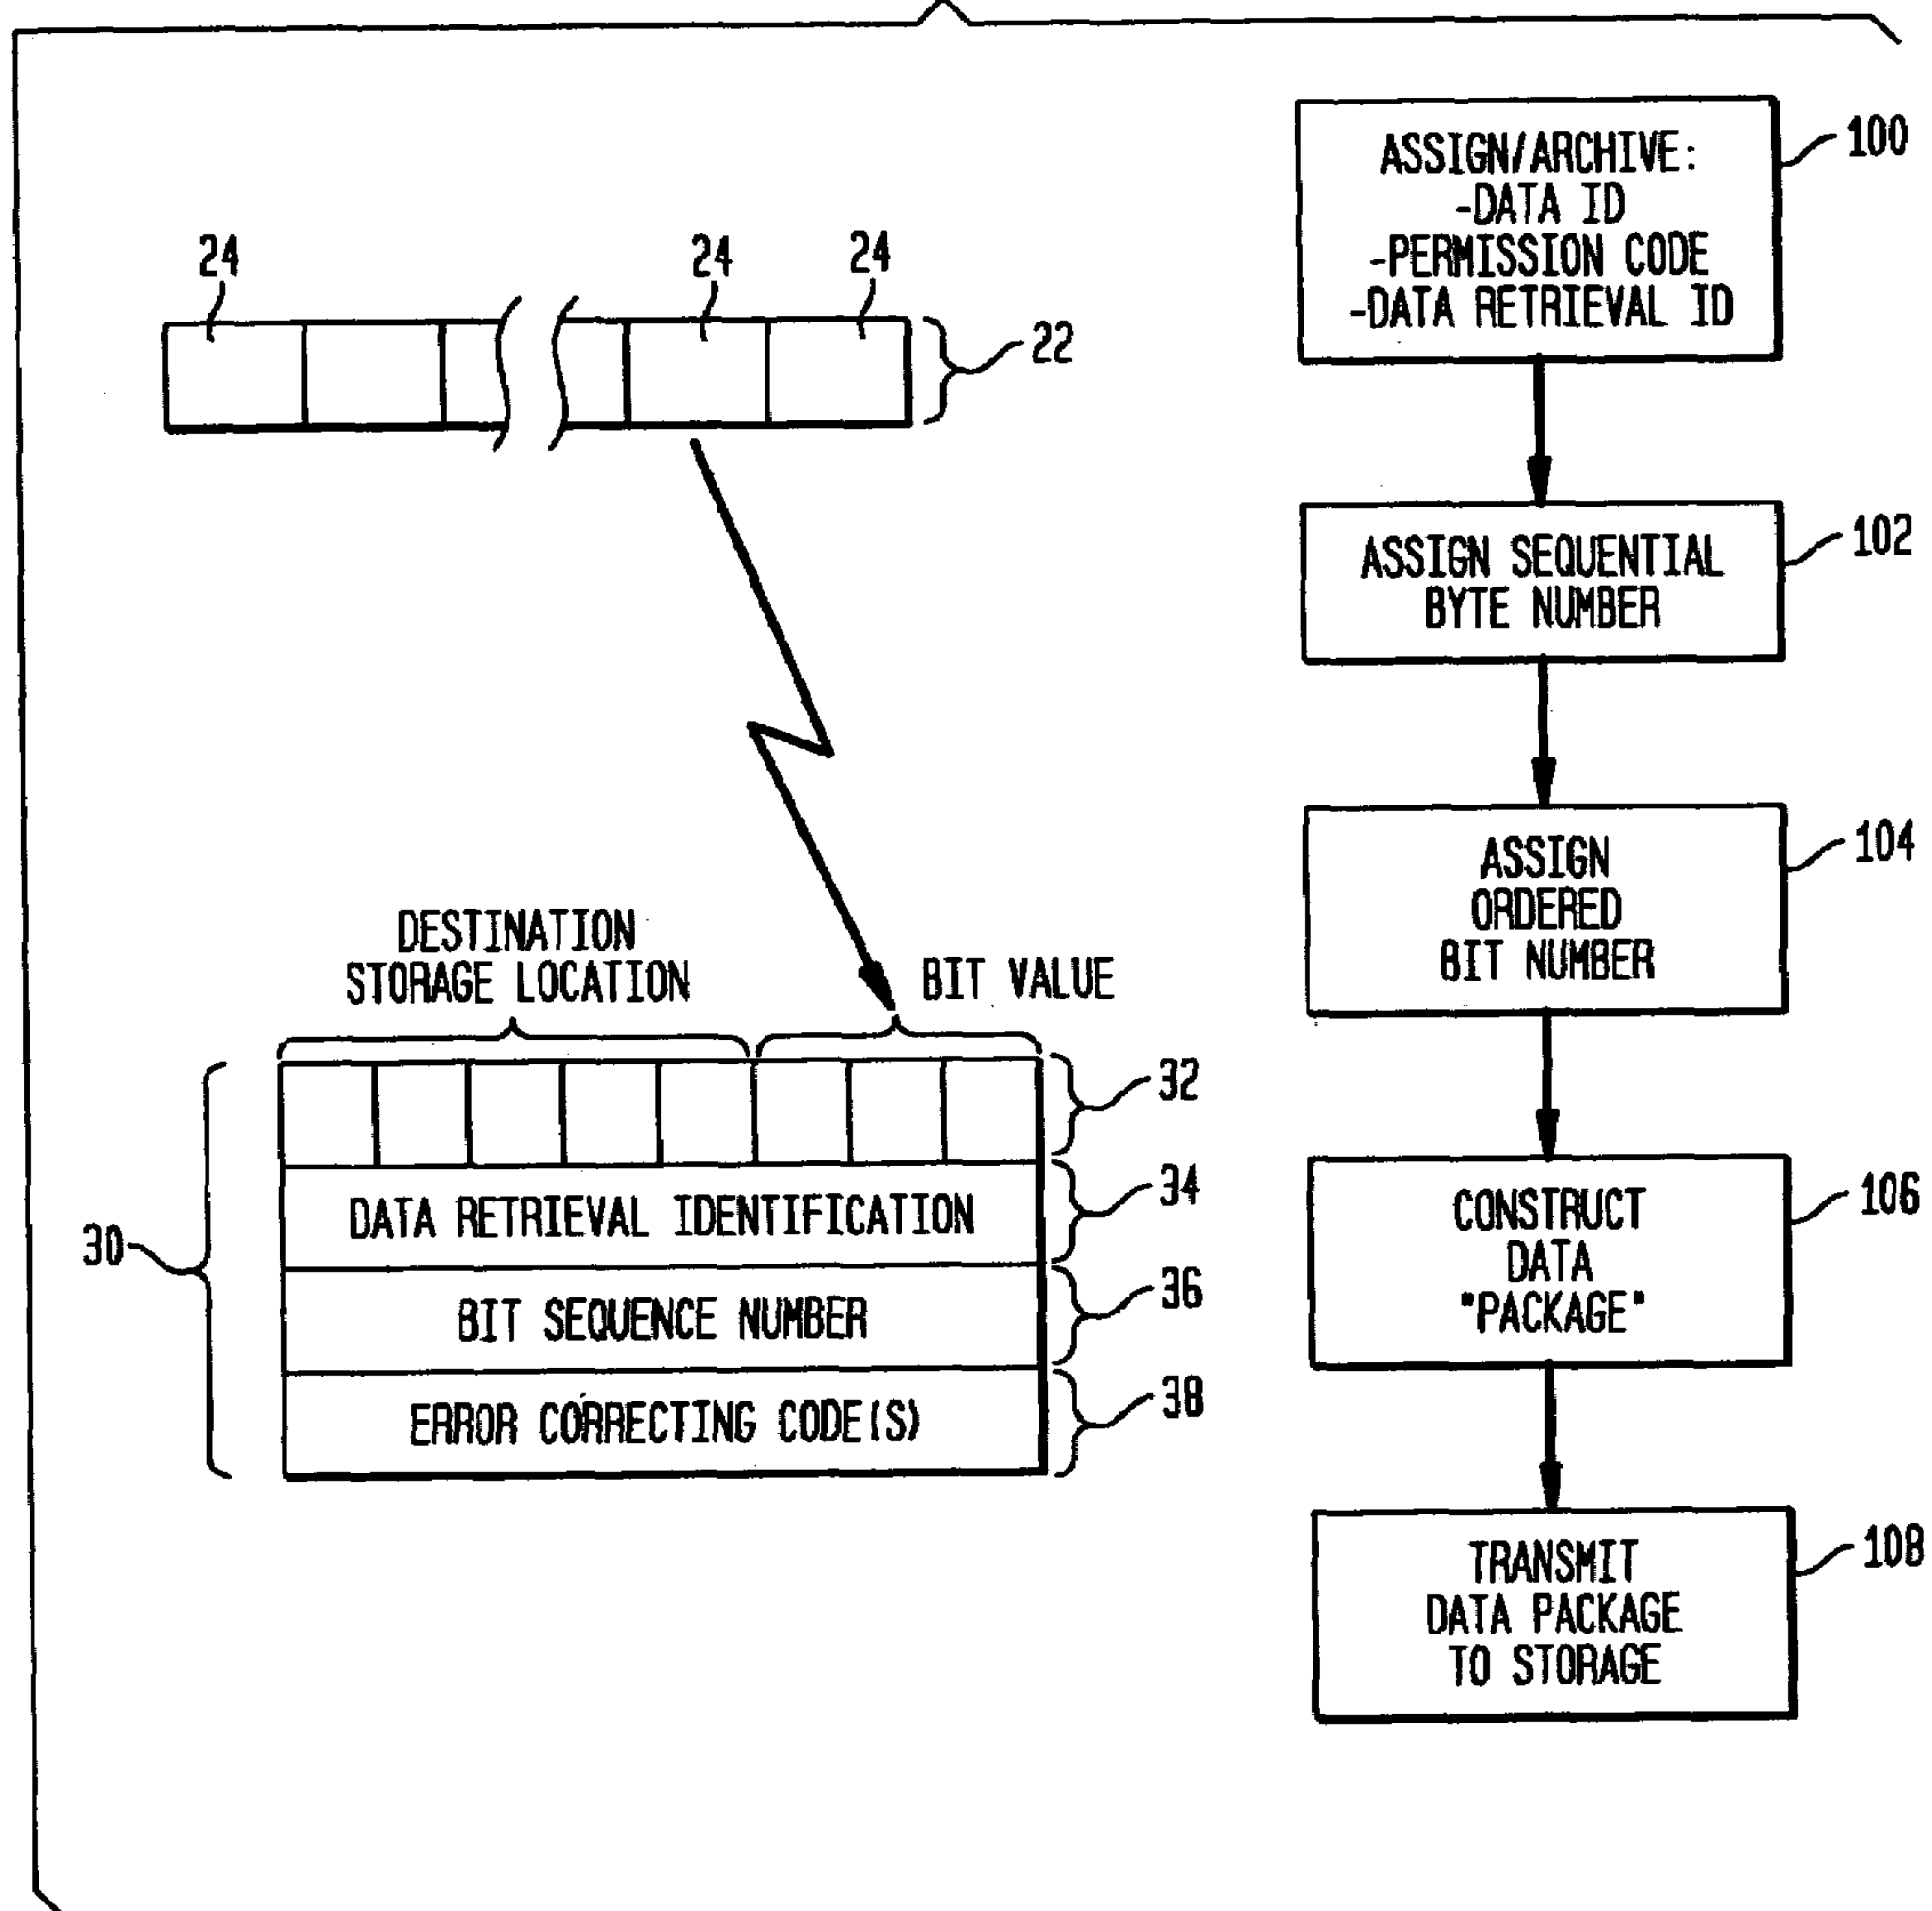 24
24
24
22
DESTINATION
STORAGE LOCATION
BIT VALUE
32
DATA RETRIEVAL IDENTIFICATION
34
30
BIT SEQUENCE NUMBER
36
ERROR CORRECTING CODE(S)
38
ASSIGN/ARCHIVE:
-DATA ID
-PERMISSION CODE
-DATA RETRIEVAL ID
100
ASSIGN SEQUENTIAL
BYTE NUMBER
102
ASSIGN
ORDERED
BIT NUMBER
104
CONSTRUCT
DATA
"PACKAGE"
106
TRANSMIT
DATA PACKAGE
TO STORAGE
108